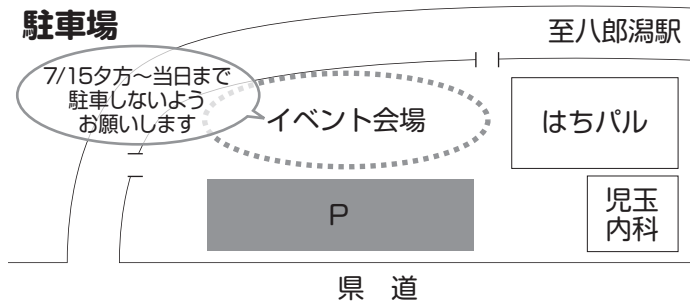 駐車場
至八郎潟駅
7/15夕方～当日まで
駐車しないよう
お願いします
イベント会場
はちパル
P
児玉
内科
県　道